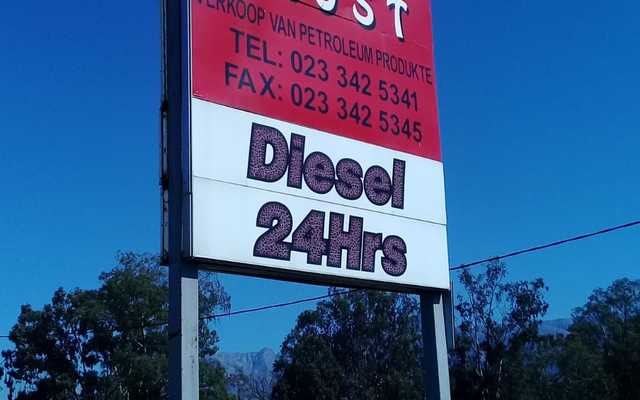 VERKOOP VAN PETROLEUM PRODUKTE
TEL: 023 342 5341
FAX: 023 342 5345
Diesel
24Hrs